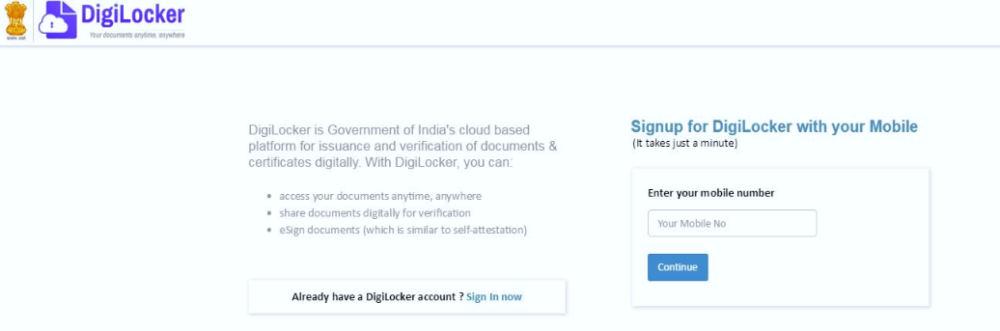 DigiLocker
Your documents anytime, anywhere
DigiLocker is Government of India's cloud based
platform for issuance and verification of documents &
certificates digitally. With DigiLocker, you can:
• access your documents anytime, anywhere
• share documents digitally for verification
• eSign documents (which is similar to self-attestation)
Already have a DigiLocker account ? Sign In now
Signup for DigiLocker with your Mobile
(It takes just a minute)
Enter your mobile number
Your Mobile No
Continue